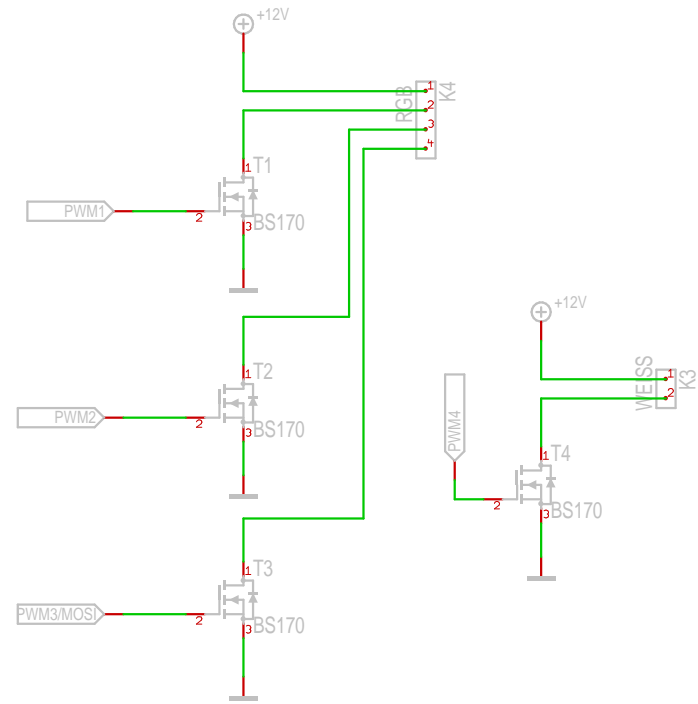 +12V
1
2
3
4
RGB
K4
T1
1
PWM1
2
3
BS170
T2
1
PWM2
2
3
BS170
T3
1
PWM3/MOSI
2
3
BS170
+12V
1
2
WEISS
K3
PWM4
T4
1
2
3
BS170